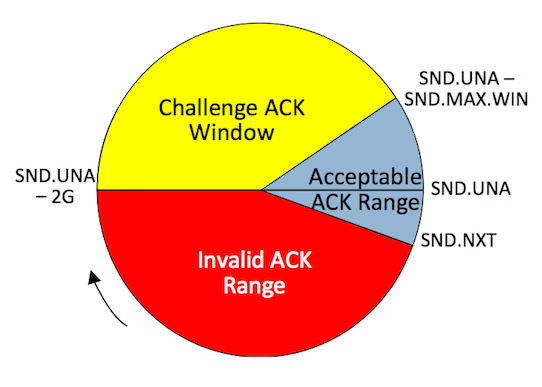 SND.UNA –
SND.MAX.WIN
Challenge ACK
Window
SND.UNA
– 2G
Acceptable
ACK Range
SND.UNA
SND.NXT
Invalid ACK
Range